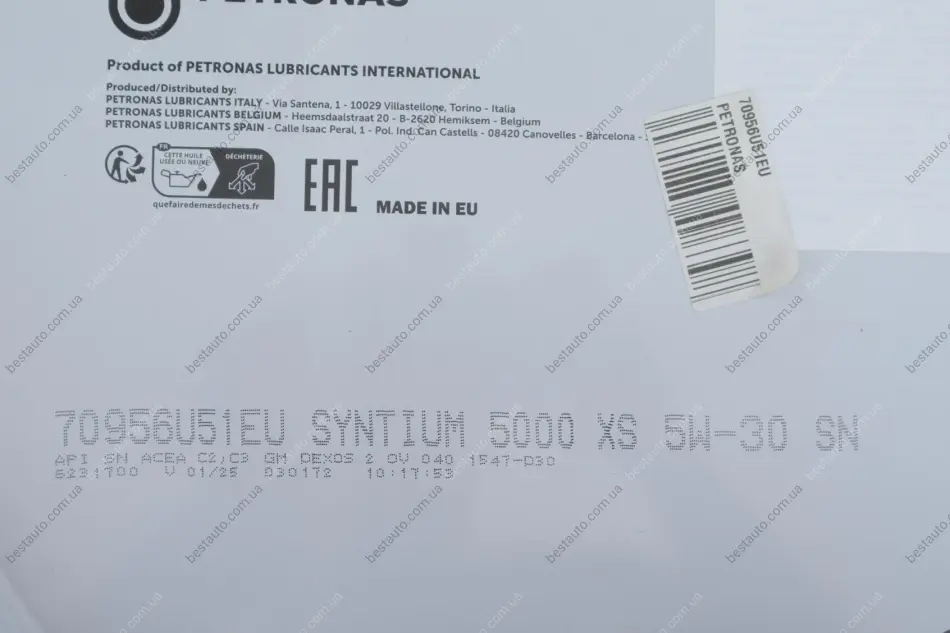 PETRONAS
Product of PETRONAS LUBRICANTS INTERNATIONAL
Produced/Distributed by:
PETRONAS LUBRICANTS ITALY - Via Santena, 1 - 10029 Villastellone, Torino - Italia
PETRONAS LUBRICANTS BELGIUM - Heemsdaalstraat 20 - B-2620 Hemiksem - Belgium
PETRONAS LUBRICANTS SPAIN - Calle Isaac Peral, 1 - Pol. Ind. Can Castells - 08420 Canovelles - Barcelona -
70956U51EU
PETRONAS
FR
CETTE HUILE
USÉE OU NEUVE
DÉCHÈTERIE
quefairedemesdechets.fr
EAC
MADE IN EU
70956U51EU SYNTIUM 5000 XS 5W-30 SN
API SN ACEA C2,C3 GM DEXOS 2 OV 040 1547-D30
V 01/25 030172 10:17:53
bestauto.com.ua